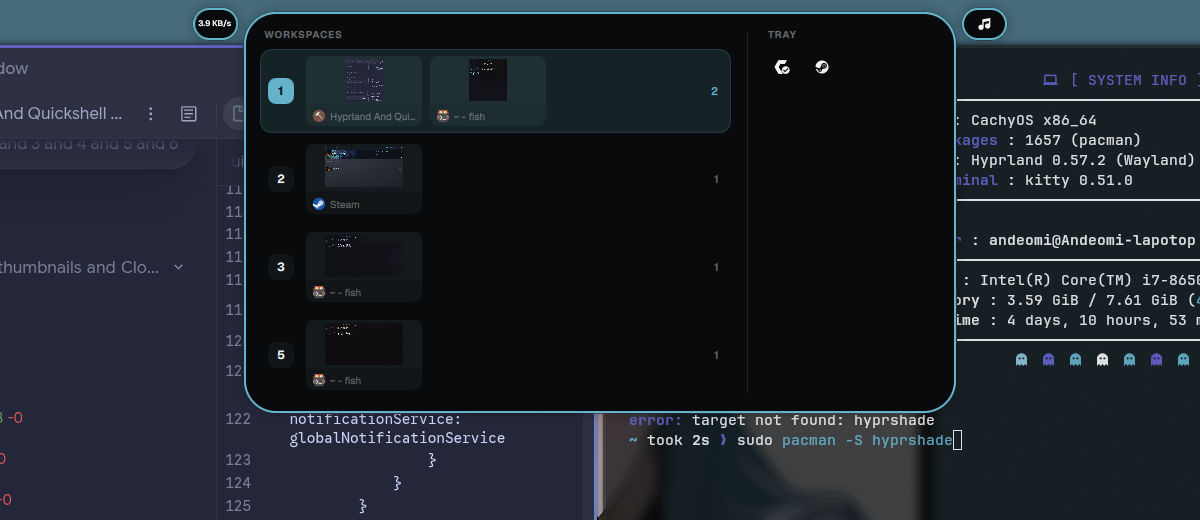 3.9 KB/s
WORKSPACES
TRAY
1
Hyprland And Qui...
~ - fish
2
2
Steam
1
3
~ - fish
1
5
~ - fish
1
dow
And Quickshell ...
and 3 and 4 and 5 and 6
thumbnails and Clo...
-0
122 notificationService:
globalNotificationService
123 }
124 }
125 }
[ SYSTEM INFO ]
: CachyOS x86_64
kages : 1657 (pacman)
: Hyprland 0.57.2 (Wayland)
minal : kitty 0.51.0
: andeomi@Andeomi-lapotop
: Intel(R) Core(TM) i7-8650
ory : 3.59 GiB / 7.61 GiB (
ime : 4 days, 10 hours, 53
error: target not found: hyprshade
~ took 2s ❯ sudo pacman -S hyprshade